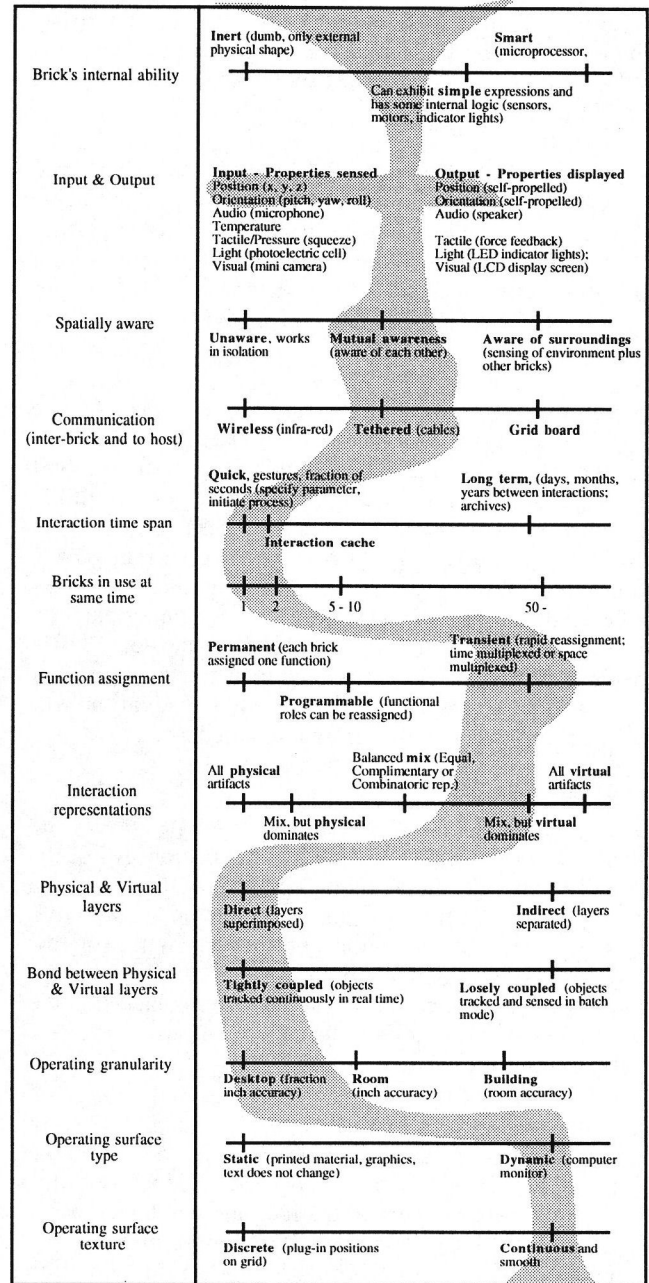 Inert (dumb, only external
physical shape)
Smart
(microprocessor,
Brick's internal ability
Can exhibit simple expressions and
has some internal logic (sensors,
motors, indicator lights)
Input & Output
Input - Properties sensed
Position (x, y, z)
Orientation (pitch, yaw, roll)
Audio (microphone)
Temperature
Tactile/Pressure (squeeze)
Light (photoelectric cell)
Visual (mini camera)
Output - Properties displayed
Position (self-propelled)
Orientation (self-propelled)
Audio (speaker)
Tactile (force feedback)
Light (LED indicator lights);
Visual (LCD display screen)
Spatially aware
Unaware, works
in isolation
Mutual awareness
(aware of each other)
Aware of surroundings
(sensing of environment plus
other bricks)
Communication
(inter-brick and to host)
Wireless (infra-red)
Tethered (cables)
Grid board
Quick, gestures, fraction of
seconds (specify parameter,
initiate process)
Long term, (days, months,
years between interactions;
archives)
Interaction time span
Interaction cache
Bricks in use at
same time
1
2
5 - 10
50 -
Permanent (each brick
assigned one function)
Transient (rapid reassignment;
time multiplexed or space
multiplexed)
Function assignment
Programmable (functional
roles can be reassigned)
Interaction
representations
All physical
artifacts
Balanced mix (Equal,
Complimentary or
Combinatoric rep.)
All virtual
artifacts
Mix, but physical
dominates
Mix, but virtual
dominates
Physical & Virtual
layers
Direct (layers
superimposed)
Indirect (layers
separated)
Bond between Physical
& Virtual layers
Tightly coupled (objects
tracked continuously in real time)
Losely coupled (objects
tracked and sensed in batch
mode)
Operating granularity
Desktop (fraction
inch accuracy)
Room
(inch accuracy)
Building
(room accuracy)
Operating surface
type
Static (printed material, graphics,
text does not change)
Dynamic (computer
monitor)
Operating surface
texture
Discrete (plug-in positions
on grid)
Continuous and
smooth